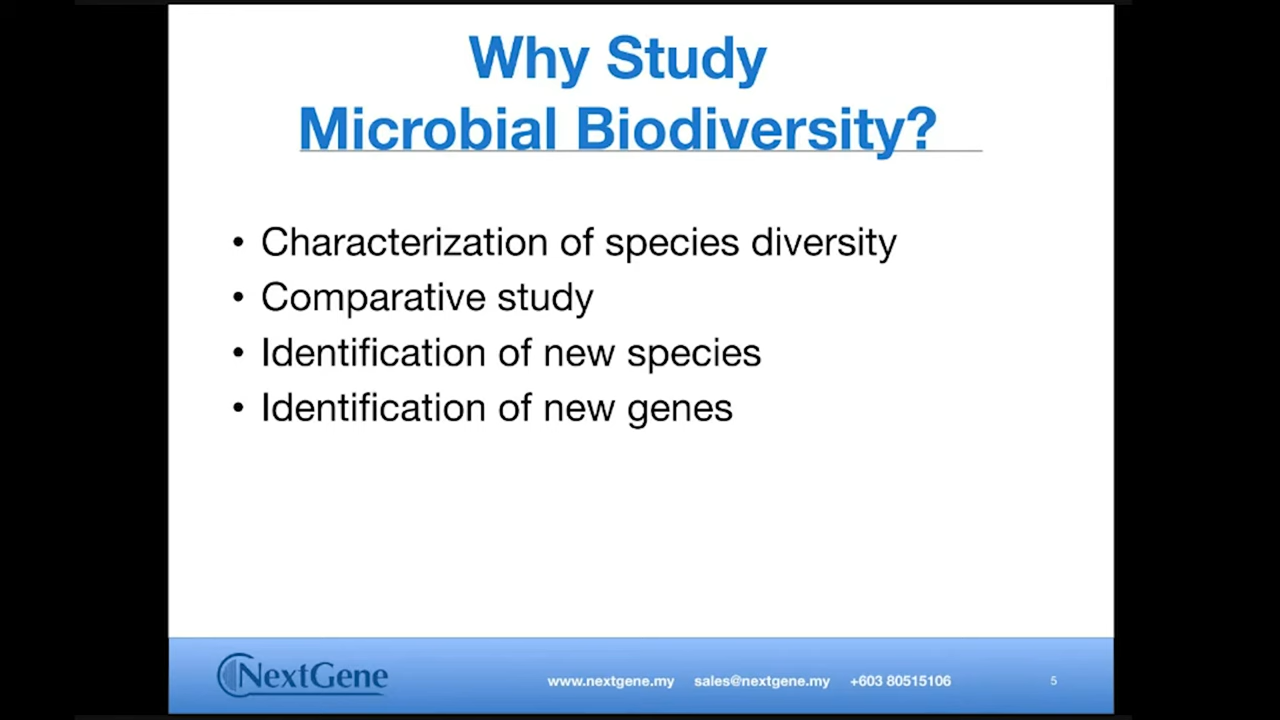 Why Study
Microbial Biodiversity?
• Characterization of species diversity
• Comparative study
• Identification of new species
• Identification of new genes
NextGene
www.nextgene.my sales@nextgene.my +603 80515106 5